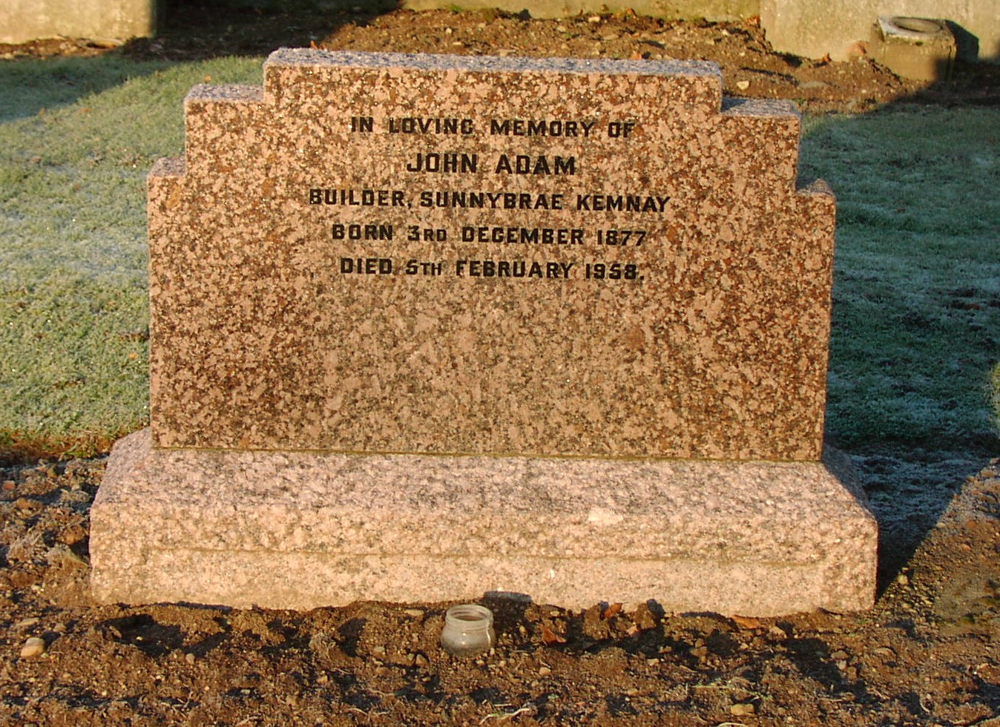 IN LOVING MEMORY OF
JOHN ADAM
BUILDER, SUNNYBRAE KEMNAY
BORN 3RD DECEMBER 1877
DIED 5TH FEBRUARY 1958.